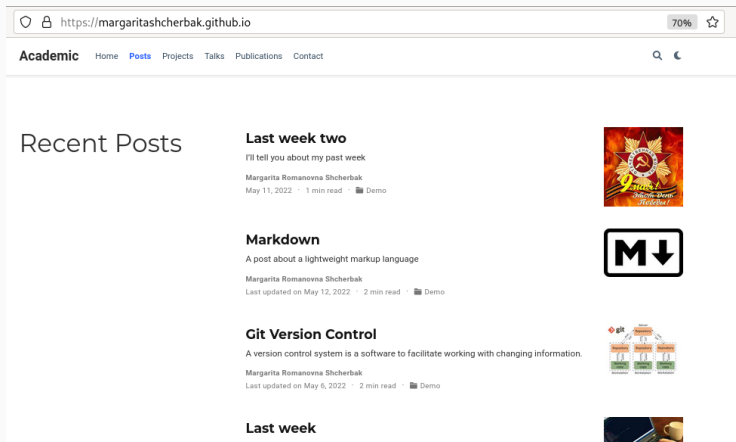 https://margaritashcherbak.github.io
70%
Academic Home Posts Projects Talks Publications Contact
Recent Posts
Last week two
I'll tell you about my past week
Margarita Romanovna Shcherbak
May 11, 2022 · 1 min read · Demo
9 мая!
Markdown
A post about a lightweight markup language
Margarita Romanovna Shcherbak
Last updated on May 12, 2022 · 2 min read · Demo
M
Git Version Control
A version control system is a software to facilitate working with changing information.
Margarita Romanovna Shcherbak
Last updated on May 6, 2022 · 2 min read · Demo
git
Last week